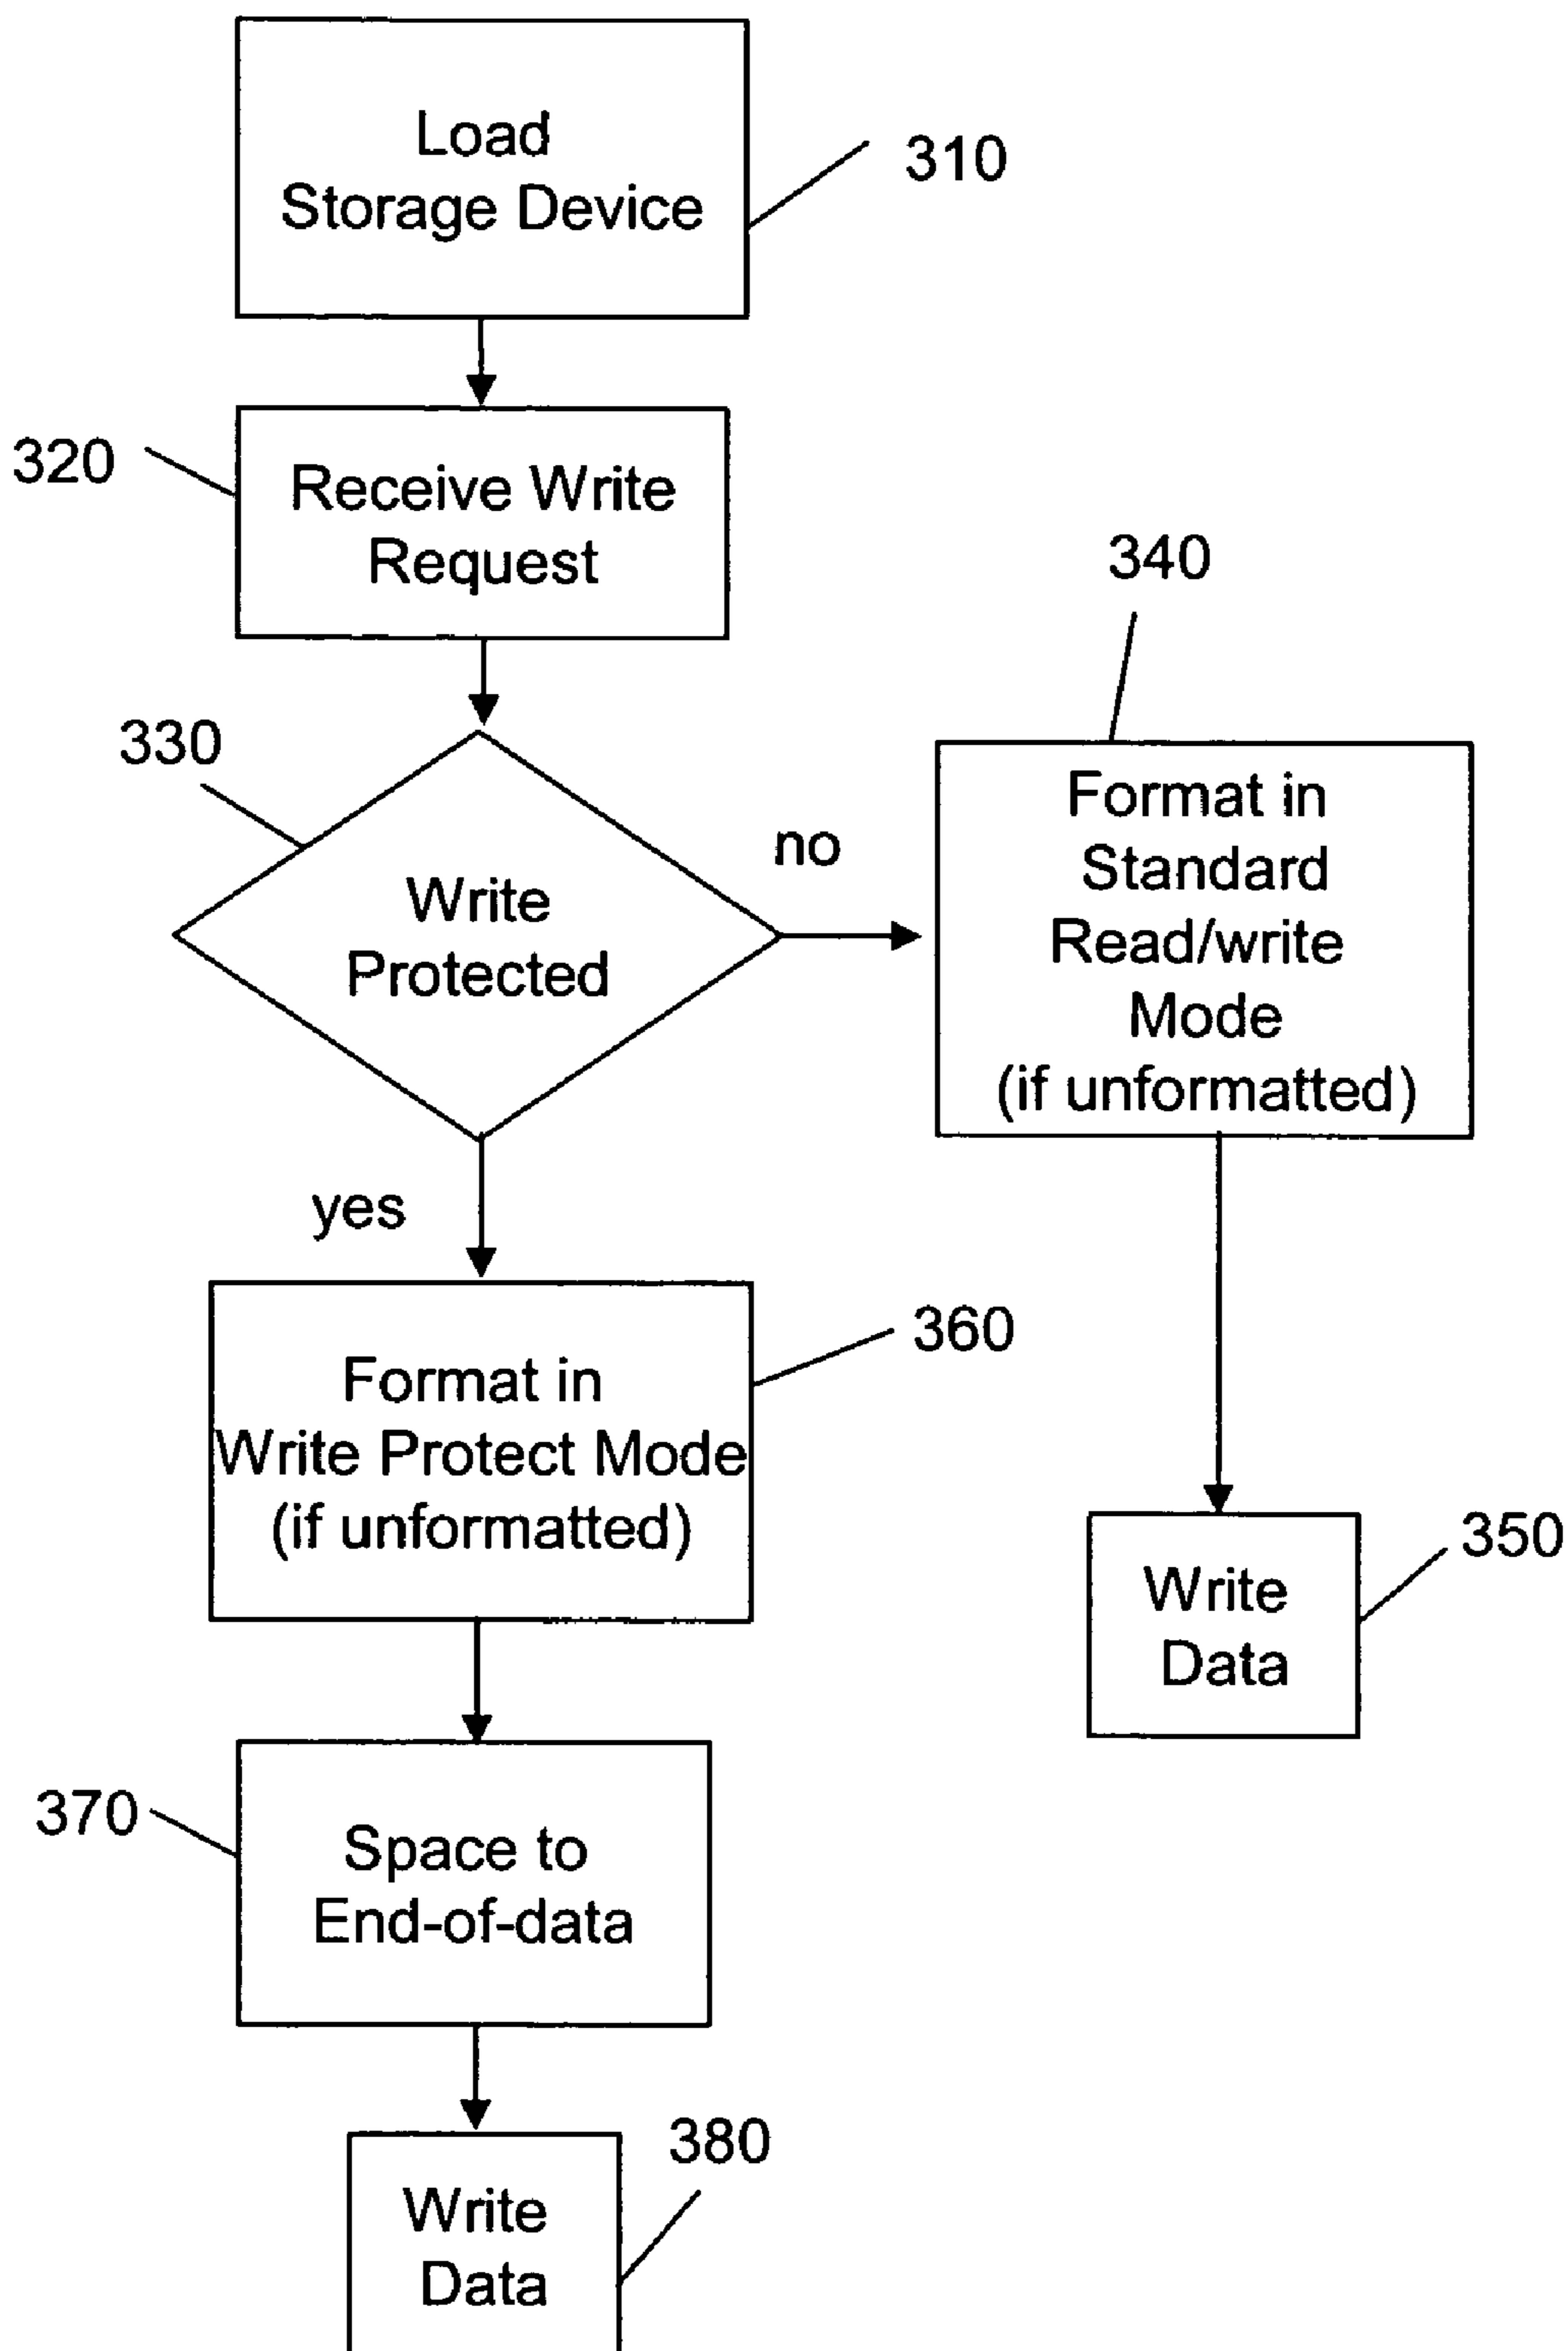 Load
Storage Device
310
320
Receive Write
Request
330
Write
Protected
no
340
Format in
Standard
Read/write
Mode
(if unformatted)
yes
360
Format in
Write Protect Mode
(if unformatted)
350
Write
Data
370
Space to
End-of-data
380
Write
Data